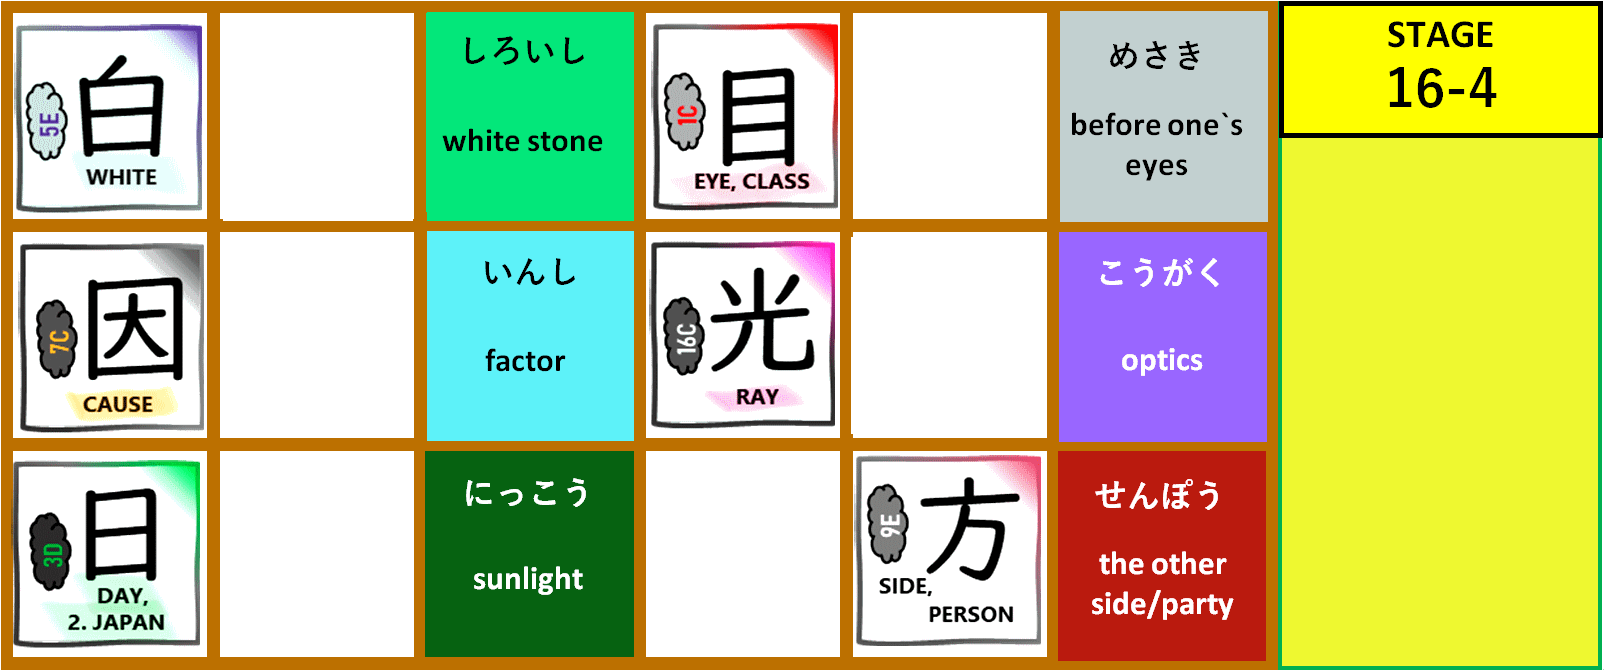 白
5E
WHITE
しろいし
white stone
目
1C
EYE, CLASS
めさき
before one`s
eyes
STAGE
16-4
因
7C
CAUSE
いんし
factor
光
16C
RAY
こうがく
optics
日
3D
DAY,
2. JAPAN
にっこう
sunlight
方
9E
SIDE,
PERSON
せんぽう
the other
side/party